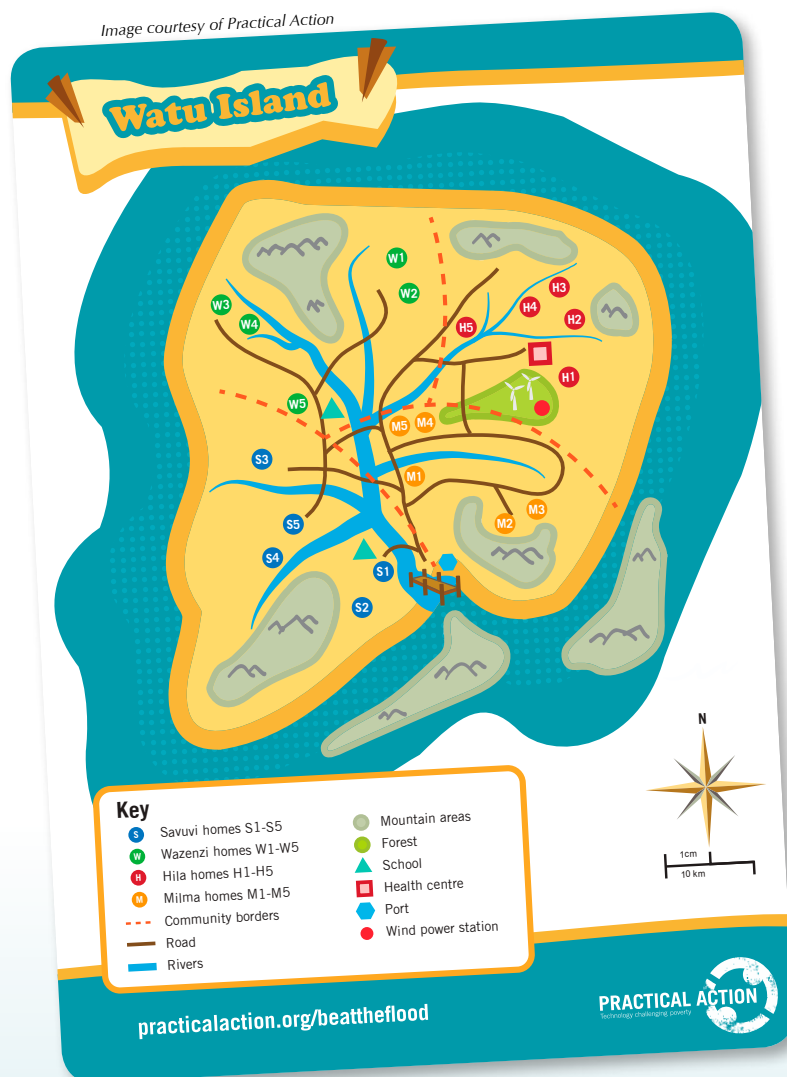 Image courtesy of Practical Action
Watu Island
W1
W2
W3
W4
W5
H3
H4
H2
H5
H1
M5
M4
M1
M3
M2
S3
S5
S4
S1
S2
N
1cm
10 km
Key
S Savuvi homes S1-S5
W Wazenzi homes W1-W5
H Hila homes H1-H5
M Milma homes M1-M5
Community borders
Road
Rivers
Mountain areas
Forest
School
Health centre
Port
Wind power station
practicalaction.org/beattheflood
PRACTICAL ACTION
Technology challenging poverty